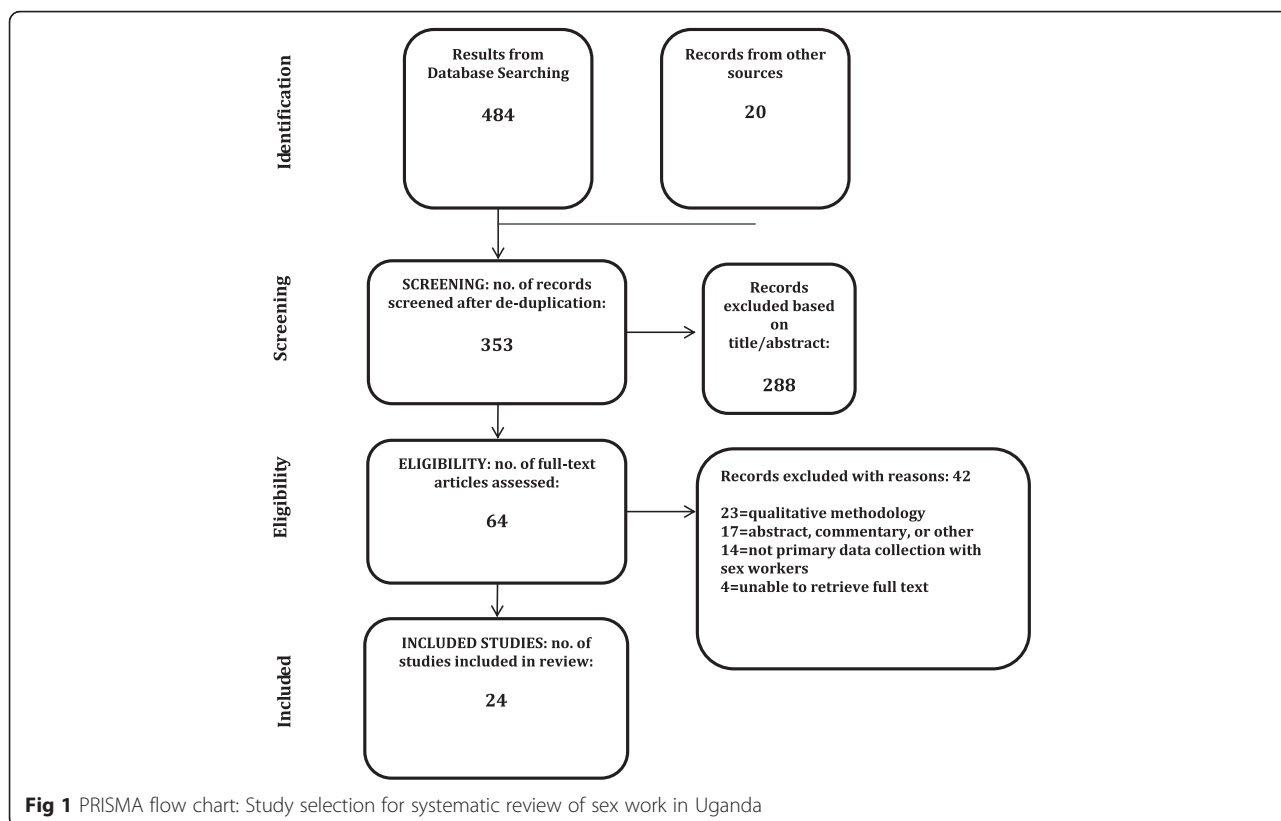 Identification
Results from
Database Searching
484
Records from other
sources
20
Screening
SCREENING: no. of records
screened after de-duplication:
353
Records
excluded based
on
title/abstract:
288
Eligibility
ELIGIBILITY: no. of full-text
articles assessed:
64
Records excluded with reasons: 42
23=qualitative methodology
17=abstract, commentary, or other
14=not primary data collection with
sex workers
4=unable to retrieve full text
Included
INCLUDED STUDIES: no. of
studies included in review:
24
Fig 1 PRISMA flow chart: Study selection for systematic review of sex work in Uganda